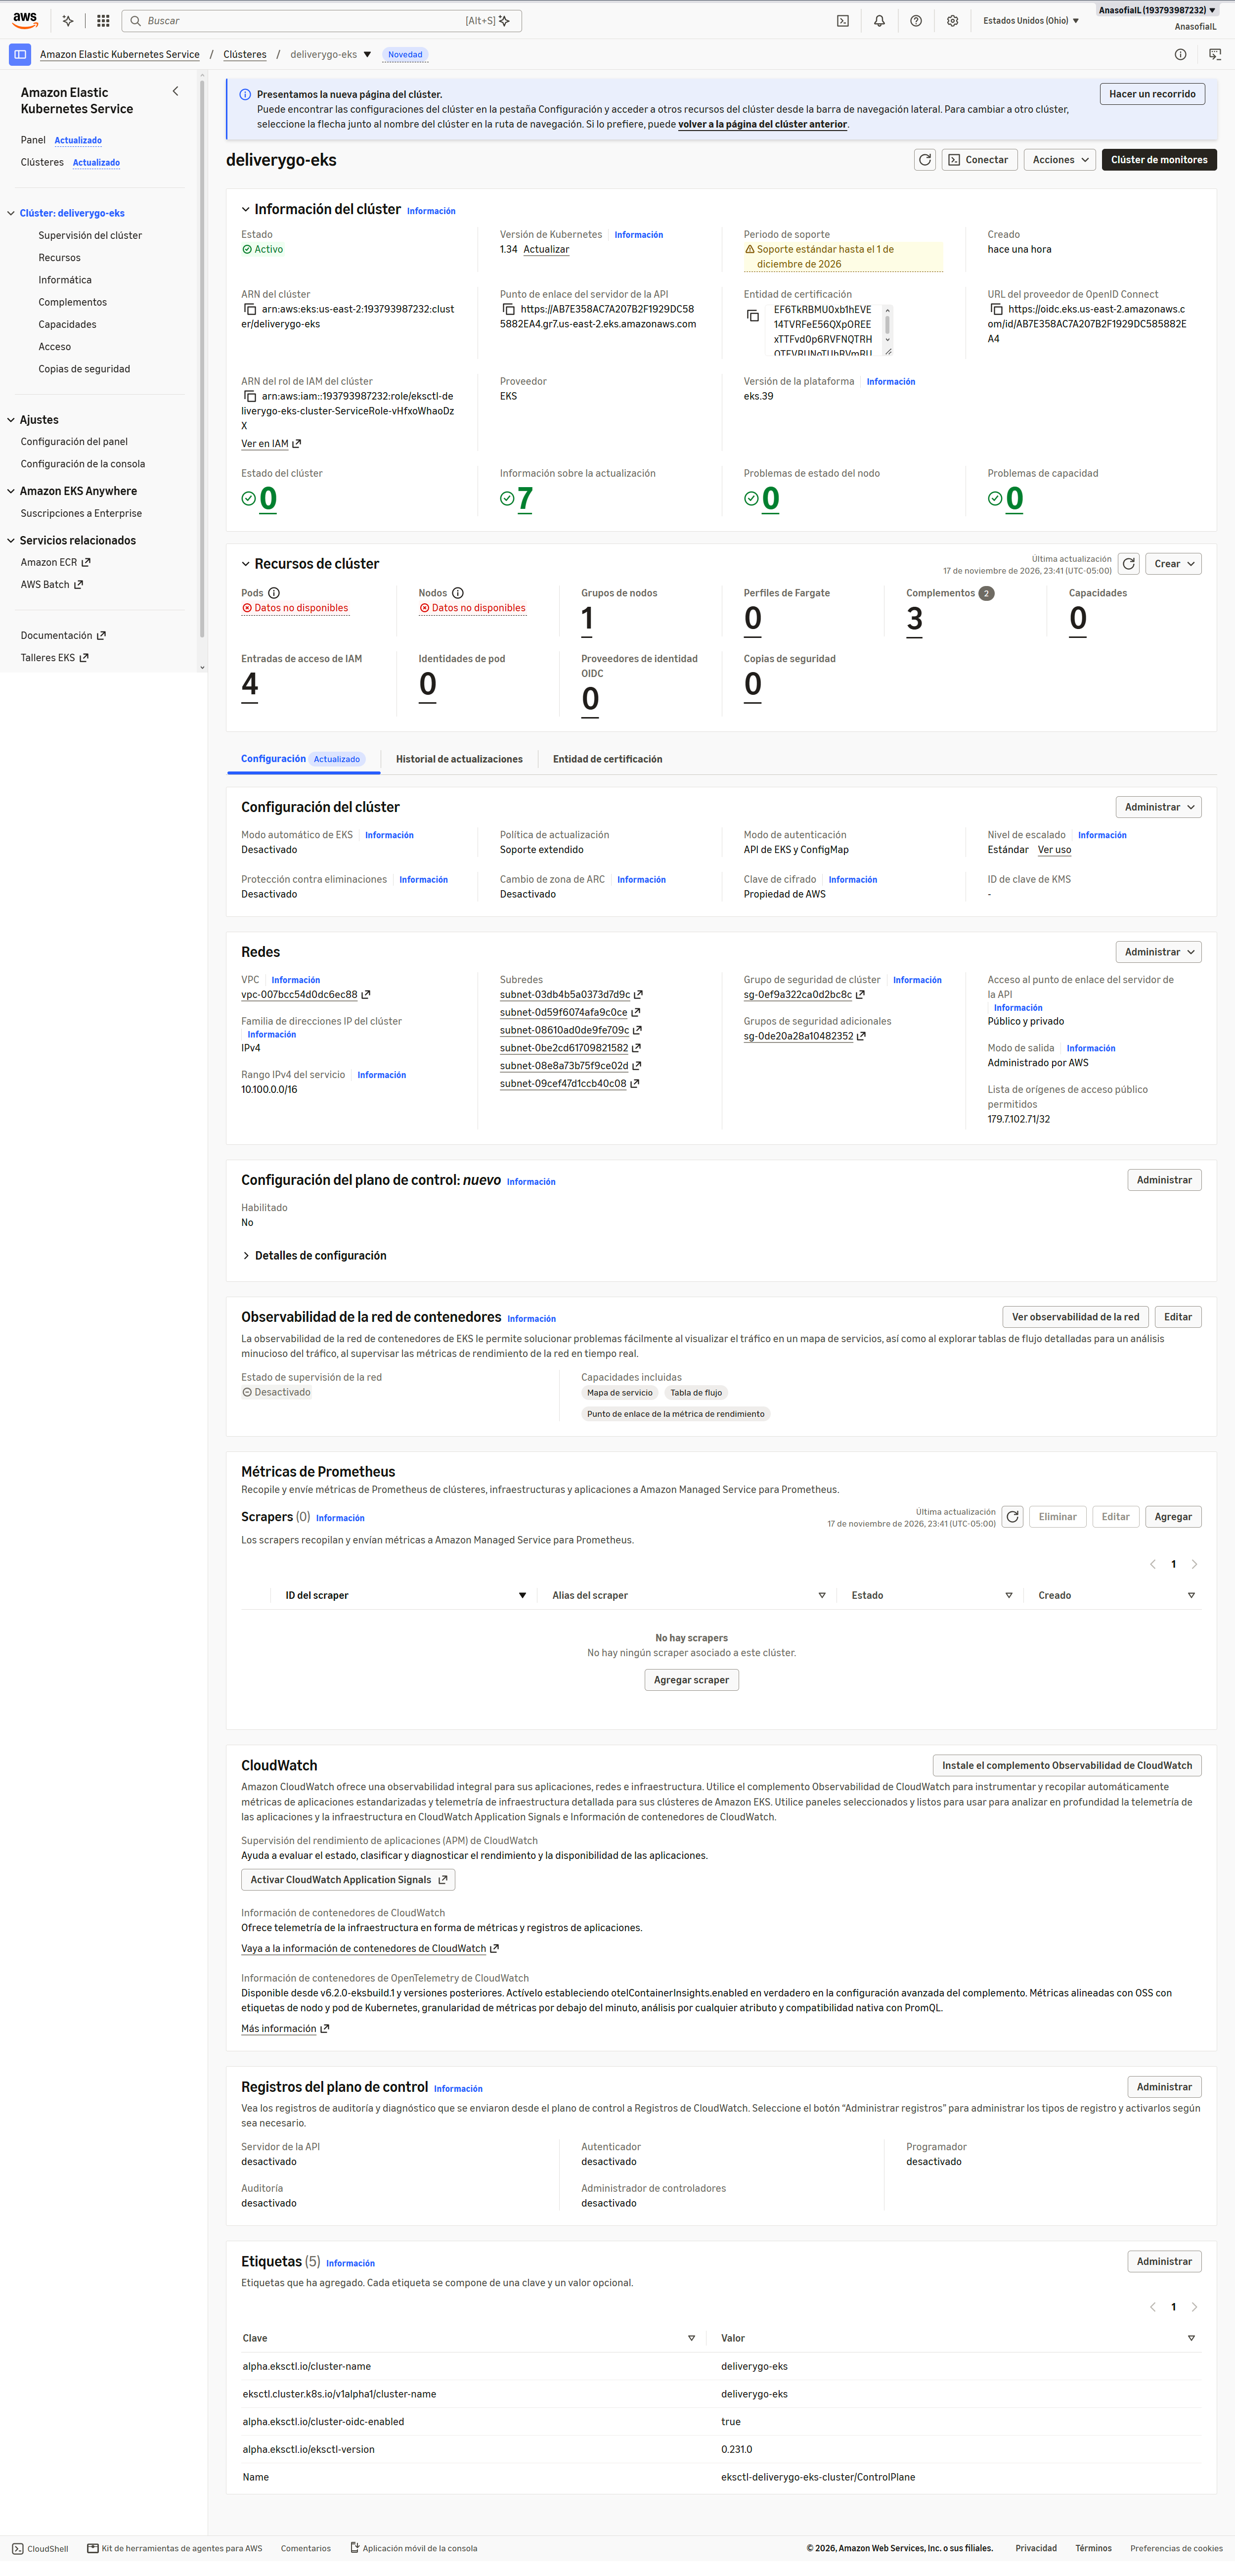 aws
Buscar
[Alt+S]
Estados Unidos (Ohio) ▼
AnasofiaIL (193793987232) ▼
AnasofiaIL
Amazon Elastic Kubernetes Service / Clústeres / deliverygo-eks ▼ Novedad
Amazon Elastic
Kubernetes Service
Panel Actualizado
Clústeres Actualizado
Clúster: deliverygo-eks
Supervisión del clúster
Recursos
Informática
Complementos
Capacidades
Acceso
Copias de seguridad
Ajustes
Configuración del panel
Configuración de la consola
Amazon EKS Anywhere
Suscripciones a Enterprise
Servicios relacionados
Amazon ECR
AWS Batch
Documentación
Talleres EKS
Presentamos la nueva página del clúster.
Puede encontrar las configuraciones del clúster en la pestaña Configuración y acceder a otros recursos del clúster desde la barra de navegación lateral. Para cambiar a otro clúster,
seleccione la flecha junto al nombre del clúster en la ruta de navegación. Si lo prefiere, puede volver a la página del clúster anterior.
Hacer un recorrido
deliverygo-eks
Conectar
Acciones
Clúster de monitores
Información del clúster Información
Estado
Activo
Versión de Kubernetes Información
1.34 Actualizar
Periodo de soporte
Soporte estándar hasta el 1 de
diciembre de 2026
Creado
hace una hora
ARN del clúster
arn:aws:eks:us-east-2:193793987232:clust
er/deliverygo-eks
Punto de enlace del servidor de la API
https://AB7E358AC7A207B2F1929DC58
5882EA4.gr7.us-east-2.eks.amazonaws.com
Entidad de certificación
EF6TkRBMU0xb1hEVE
14TVRFeE56QXpOREE
xTTFvd0p6RVFNQTRH
URL del proveedor de OpenID Connect
https://oidc.eks.us-east-2.amazonaws.c
om/id/AB7E358AC7A207B2F1929DC585882E
A4
ARN del rol de IAM del clúster
arn:aws:iam::193793987232:role/eksctl-de
liverygo-eks-cluster-ServiceRole-vHfxoWhaoDz
X
Ver en IAM
Proveedor
EKS
Versión de la plataforma Información
eks.39
Estado del clúster
0
Información sobre la actualización
7
Problemas de estado del nodo
0
Problemas de capacidad
0
Recursos de clúster
Última actualización
17 de noviembre de 2026, 23:41 (UTC-05:00)
Crear
Pods
Datos no disponibles
Nodos
Datos no disponibles
Grupos de nodos
1
Perfiles de Fargate
0
Complementos 2
3
Capacidades
0
Entradas de acceso de IAM
4
Identidades de pod
0
Proveedores de identidad
OIDC
0
Copias de seguridad
0
Configuración Actualizado
Historial de actualizaciones
Entidad de certificación
Configuración del clúster
Administrar
Modo automático de EKS Información
Desactivado
Política de actualización
Soporte extendido
Modo de autenticación
API de EKS y ConfigMap
Nivel de escalado Información
Estándar Ver uso
Protección contra eliminaciones Información
Desactivado
Cambio de zona de ARC Información
Desactivado
Clave de cifrado Información
Propiedad de AWS
ID de clave de KMS
-
Redes
Administrar
VPC Información
vpc-007bcc54d0dc6ec88
Familia de direcciones IP del clúster
Información
IPv4
Rango IPv4 del servicio Información
10.100.0.0/16
Subredes
subnet-03db4b5a0373d7d9c
subnet-0d59f6074afa9c0ce
subnet-08610ad0de9fe709c
subnet-0be2cd61709821582
subnet-08e8a73b75f9ce02d
subnet-09cef47d1ccb40c08
Grupo de seguridad de clúster Información
sg-0ef9a322ca0d2bc8c
Grupos de seguridad adicionales
sg-0de20a28a10482352
Acceso al punto de enlace del servidor de
la API
Información
Público y privado
Modo de salida Información
Administrado por AWS
Lista de orígenes de acceso público
permitidos
179.7.102.71/32
Configuración del plano de control: nuevo Información
Administrar
Habilitado
No
Detalles de configuración
Observabilidad de la red de contenedores Información
Ver observabilidad de la red
Editar
La observabilidad de la red de contenedores de EKS le permite solucionar problemas fácilmente al visualizar el tráfico en un mapa de servicios, así como al explorar tablas de flujo detalladas para un análisis
minucioso del tráfico, al supervisar las métricas de rendimiento de la red en tiempo real.
Estado de supervisión de la red
Desactivado
Capacidades incluidas
Mapa de servicio
Tabla de flujo
Punto de enlace de la métrica de rendimiento
Métricas de Prometheus
Recopile y envíe métricas de Prometheus de clústeres, infraestructuras y aplicaciones a Amazon Managed Service para Prometheus.
Scrapers (0) Información
Última actualización
17 de noviembre de 2026, 23:41 (UTC-05:00)
Eliminar
Editar
Agregar
Los scrapers recopilan y envían métricas a Amazon Managed Service para Prometheus.
1
ID del scraper
Alias del scraper
Estado
Creado
No hay scrapers
No hay ningún scraper asociado a este clúster.
Agregar scraper
CloudWatch
Instale el complemento Observabilidad de CloudWatch
Amazon CloudWatch ofrece una observabilidad integral para sus aplicaciones, redes e infraestructura. Utilice el complemento Observabilidad de CloudWatch para instrumentar y recopilar automáticamente
métricas de aplicaciones estandarizadas y telemetría de infraestructura detallada para sus clústeres de Amazon EKS. Utilice paneles seleccionados y listos para usar para analizar en profundidad la telemetría de
las aplicaciones y la infraestructura en CloudWatch Application Signals e Información de contenedores de CloudWatch.
Supervisión del rendimiento de aplicaciones (APM) de CloudWatch
Ayuda a evaluar el estado, clasificar y diagnosticar el rendimiento y la disponibilidad de las aplicaciones.
Activar CloudWatch Application Signals
Información de contenedores de CloudWatch
Ofrece telemetría de la infraestructura en forma de métricas y registros de aplicaciones.
Vaya a la información de contenedores de CloudWatch
Información de contenedores de OpenTelemetry de CloudWatch
Disponible desde v6.2.0-eksbuild.1 y versiones posteriores. Actívelo estableciendo otelContainerInsights.enabled en verdadero en la configuración avanzada del complemento. Métricas alineadas con OSS con
etiquetas de nodo y pod de Kubernetes, granularidad de métricas por debajo del minuto, análisis por cualquier atributo y compatibilidad nativa con PromQL.
Más información
Registros del plano de control Información
Administrar
Vea los registros de auditoría y diagnóstico que se enviaron desde el plano de control a Registros de CloudWatch. Seleccione el botón “Administrar registros” para administrar los tipos de registro y activarlos según
sea necesario.
Servidor de la API
desactivado
Autenticador
desactivado
Programador
desactivado
Auditoría
desactivado
Administrador de controladores
desactivado
Etiquetas (5) Información
Administrar
Etiquetas que ha agregado. Cada etiqueta se compone de una clave y un valor opcional.
1
Clave
Valor
alpha.eksctl.io/cluster-name
deliverygo-eks
eksctl.cluster.k8s.io/v1alpha1/cluster-name
deliverygo-eks
alpha.eksctl.io/cluster-oidc-enabled
true
alpha.eksctl.io/eksctl-version
0.231.0
Name
eksctl-deliverygo-eks-cluster/ControlPlane
CloudShell
Kit de herramientas de agentes para AWS
Comentarios
Aplicación móvil de la consola
© 2026, Amazon Web Services, Inc. o sus filiales.
Privacidad
Términos
Preferencias de cookies